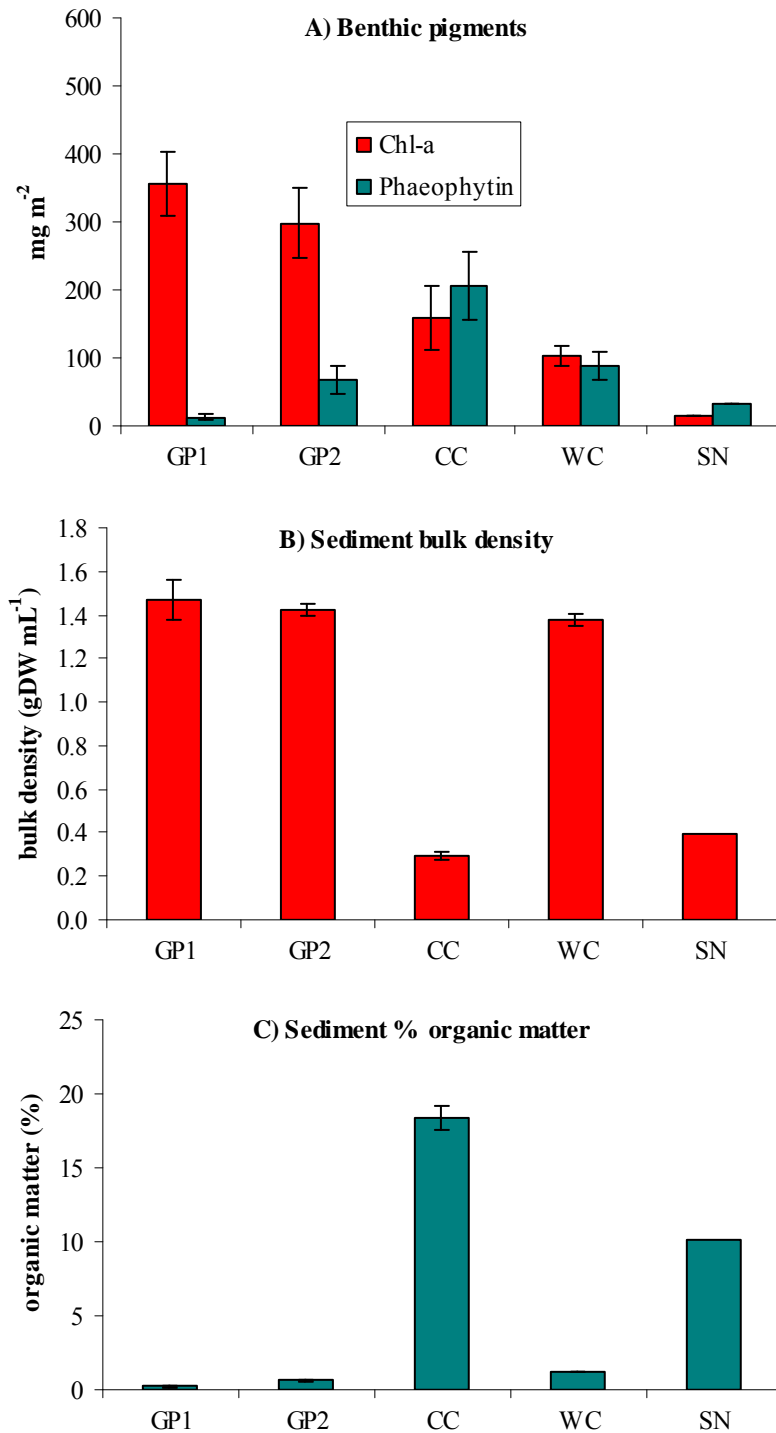 A) Benthic pigments
600
500
400
300
200
100
0
mg m⁻²
Chl-a
Phaeophytin
GP1 GP2 CC WC SN
B) Sediment bulk density
1.8
1.6
1.4
1.2
1.0
0.8
0.6
0.4
0.2
0.0
bulk density (gDW mL⁻¹)
GP1 GP2 CC WC SN
C) Sediment % organic matter
25
20
15
10
5
0
organic matter (%)
GP1 GP2 CC WC SN